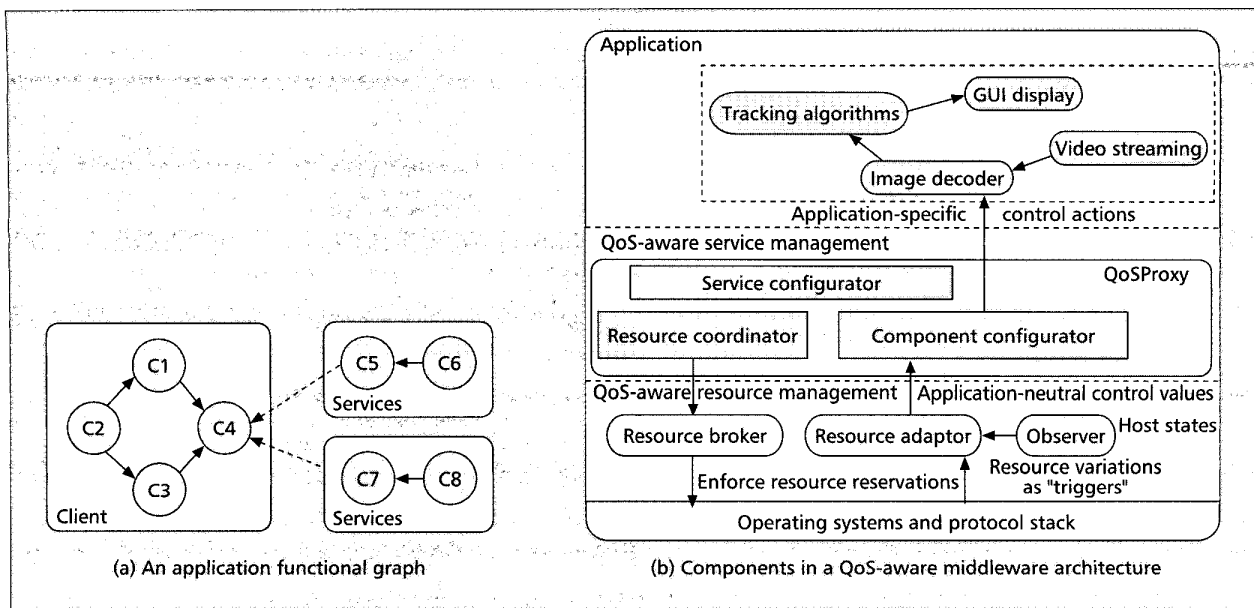 C1
C2
C3
C4
Client
C5
C6
Services
C7
C8
Services
(a) An application functional graph
Application
GUI display
Tracking algorithms
Video streaming
Image decoder
Application-specific control actions
QoS-aware service management
QoSProxy
Service configurator
Resource coordinator
Component configurator
QoS-aware resource management
Application-neutral control values
Resource broker
Resource adaptor
Observer
Host states
Enforce resource reservations
Resource variations
as "triggers"
Operating systems and protocol stack
(b) Components in a QoS-aware middleware architecture